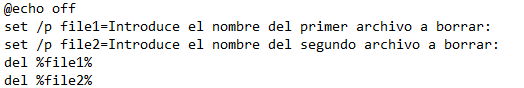 @echo off
set /p file1=Introduce el nombre del primer archivo a borrar:
set /p file2=Introduce el nombre del segundo archivo a borrar:
del %file1%
del %file2%